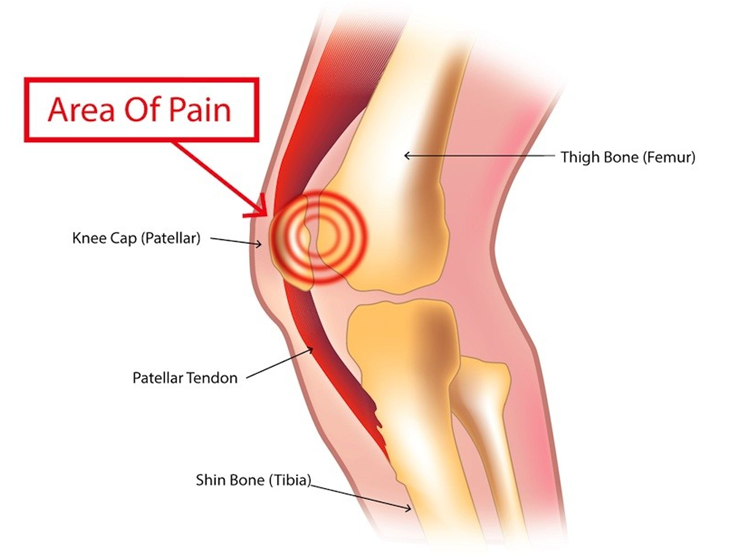 Area Of Pain
Thigh Bone (Femur)
Knee Cap (Patellar)
Patellar Tendon
Shin Bone (Tibia)